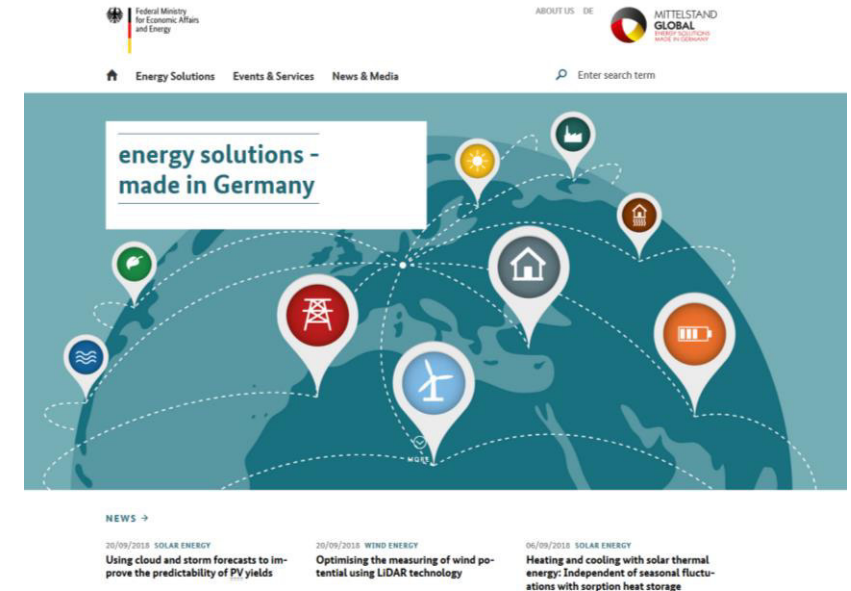 Federal Ministry
for Economic Affairs
and Energy
ABOUT US DE
MITTELSTAND
GLOBAL
ENERGY SOLUTIONS
MADE IN GERMANY
Energy Solutions Events & Services News & Media
Enter search term
energy solutions -
made in Germany
MORE
NEWS →
20/09/2018 SOLAR ENERGY
Using cloud and storm forecasts to im-
prove the predictability of PV yields
20/09/2018 WIND ENERGY
Optimising the measuring of wind po-
tential using LiDAR technology
06/09/2018 SOLAR ENERGY
Heating and cooling with solar thermal
energy: Independent of seasonal fluctu-
ations with sorption heat storage